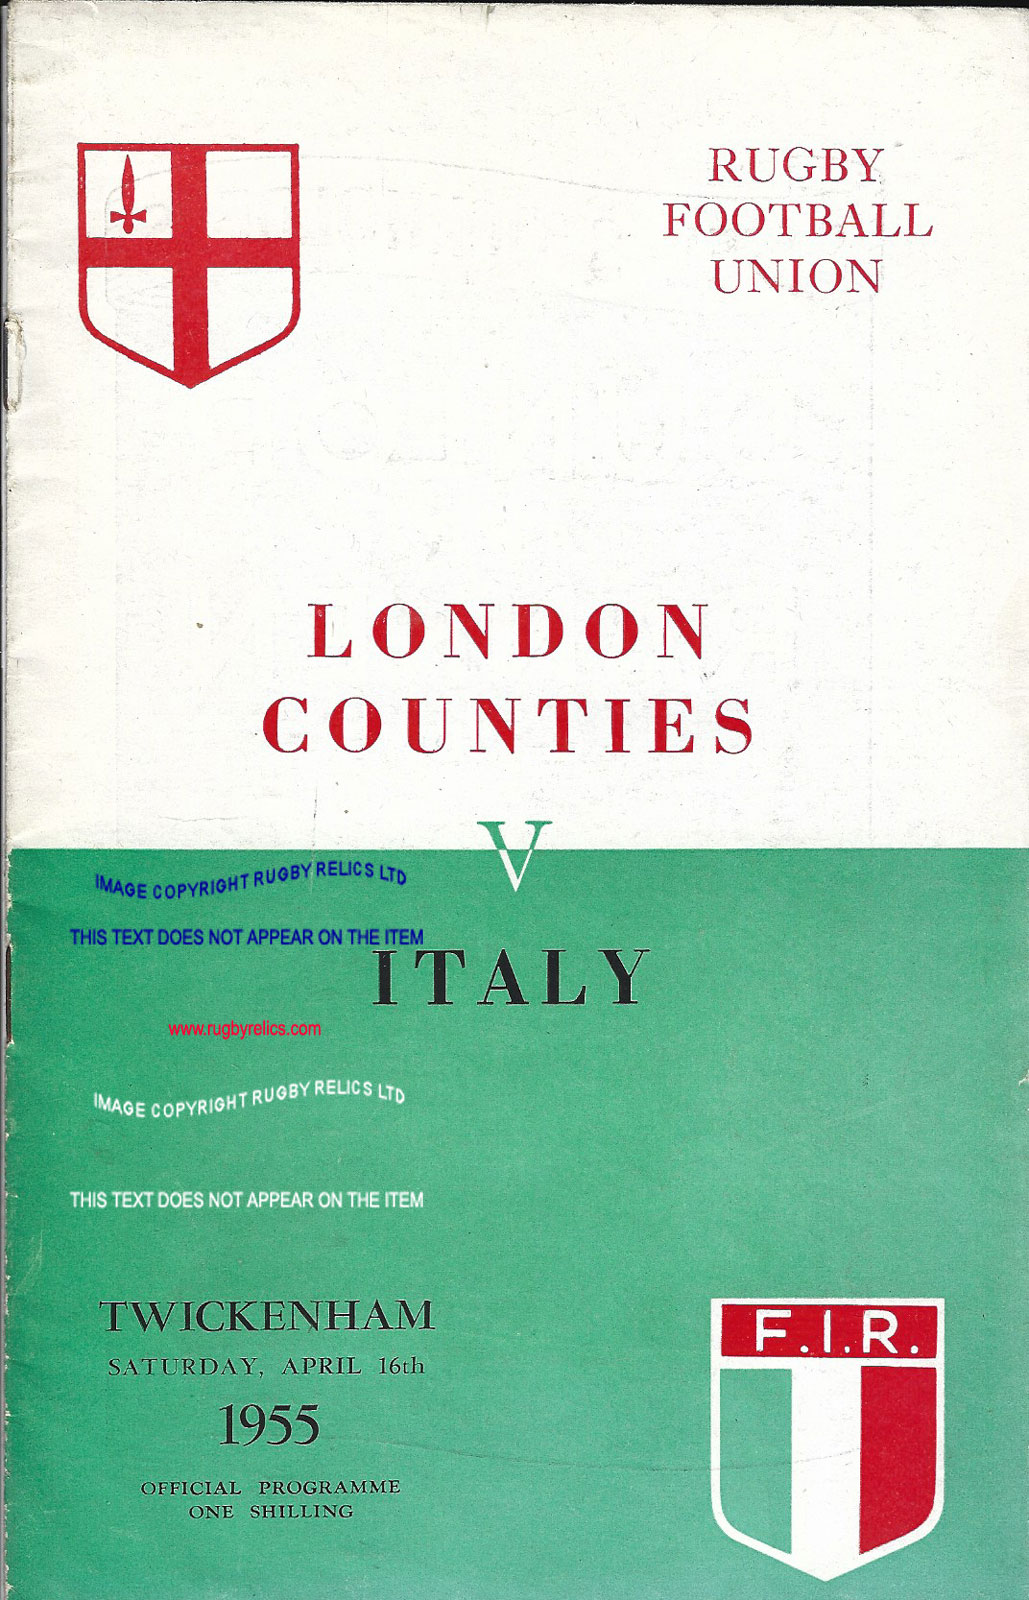 RUGBY
FOOTBALL
UNION
LONDON
COUNTIES
V
IMAGE COPYRIGHT RUGBY RELICS LTD
THIS TEXT DOES NOT APPEAR ON THE ITEM
ITALY
www.rugbyrelics.com
IMAGE COPYRIGHT RUGBY RELICS LTD
THIS TEXT DOES NOT APPEAR ON THE ITEM
TWICKENHAM
SATURDAY, APRIL 16th
1955
OFFICIAL PROGRAMME
ONE SHILLING
F.I.R.